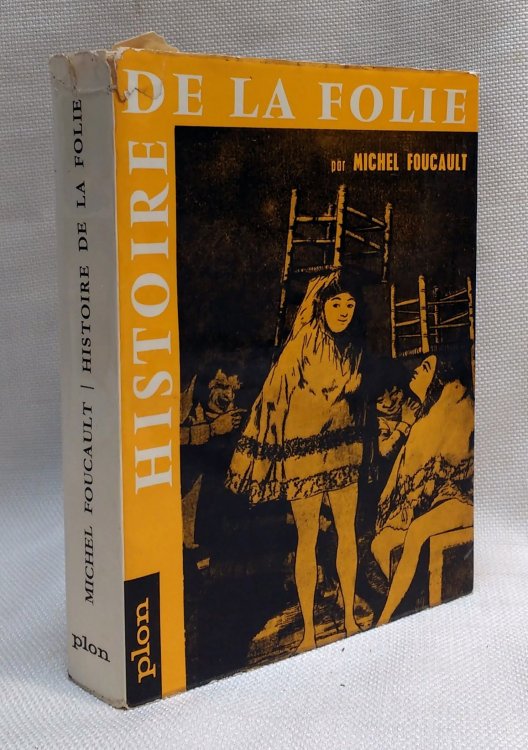 HISTOIRE
DE LA FOLIE
par MICHEL FOUCAULT
plon
MICHEL FOUCAULT | HISTOIRE DE LA FOLIE
plon